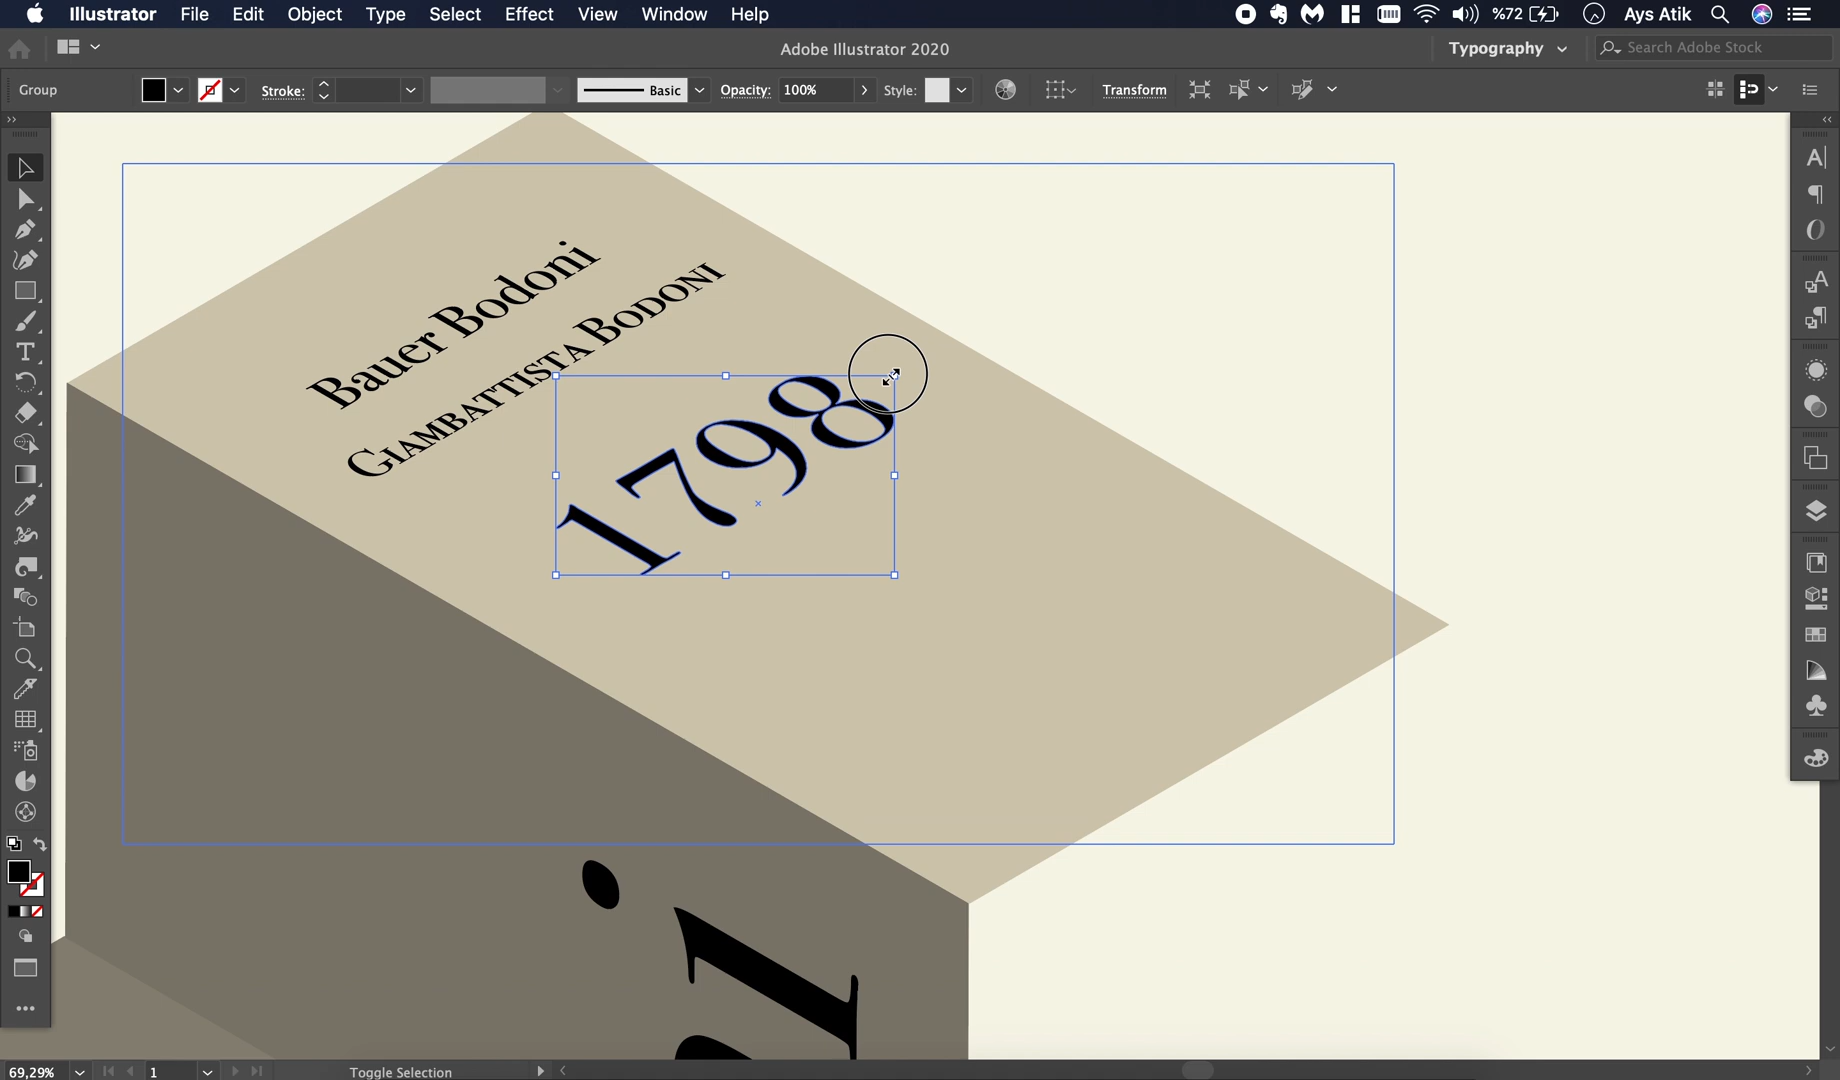 Illustrator File Edit Object Type Select Effect View Window Help
%72 Ays Atik
Adobe Illustrator 2020
Typography
Search Adobe Stock
Group
Stroke:
Basic
Opacity: 100%
Style:
Transform
Bauer Bodoni
Giambattista Bodoni
1798
69,29%
1
Toggle Selection